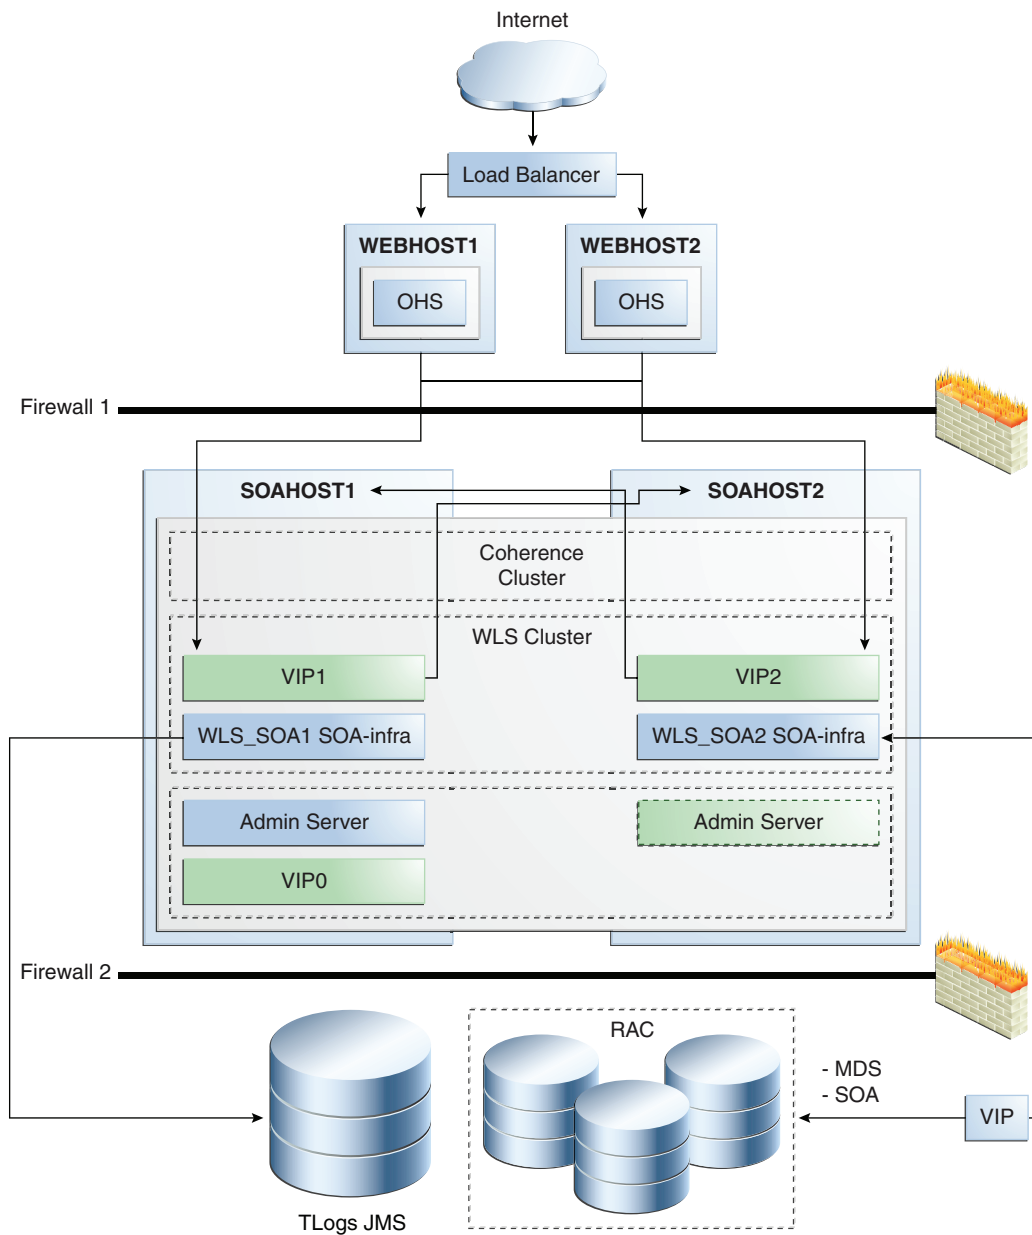 Internet
Load Balancer
WEBHOST1
WEBHOST2
OHS
OHS
Firewall 1
SOAHOST1
SOAHOST2
Coherence
Cluster
WLS Cluster
VIP1
VIP2
WLS_SOA1 SOA-infra
WLS_SOA2 SOA-infra
Admin Server
Admin Server
VIP0
Firewall 2
RAC
- MDS
- SOA
VIP
TLogs JMS